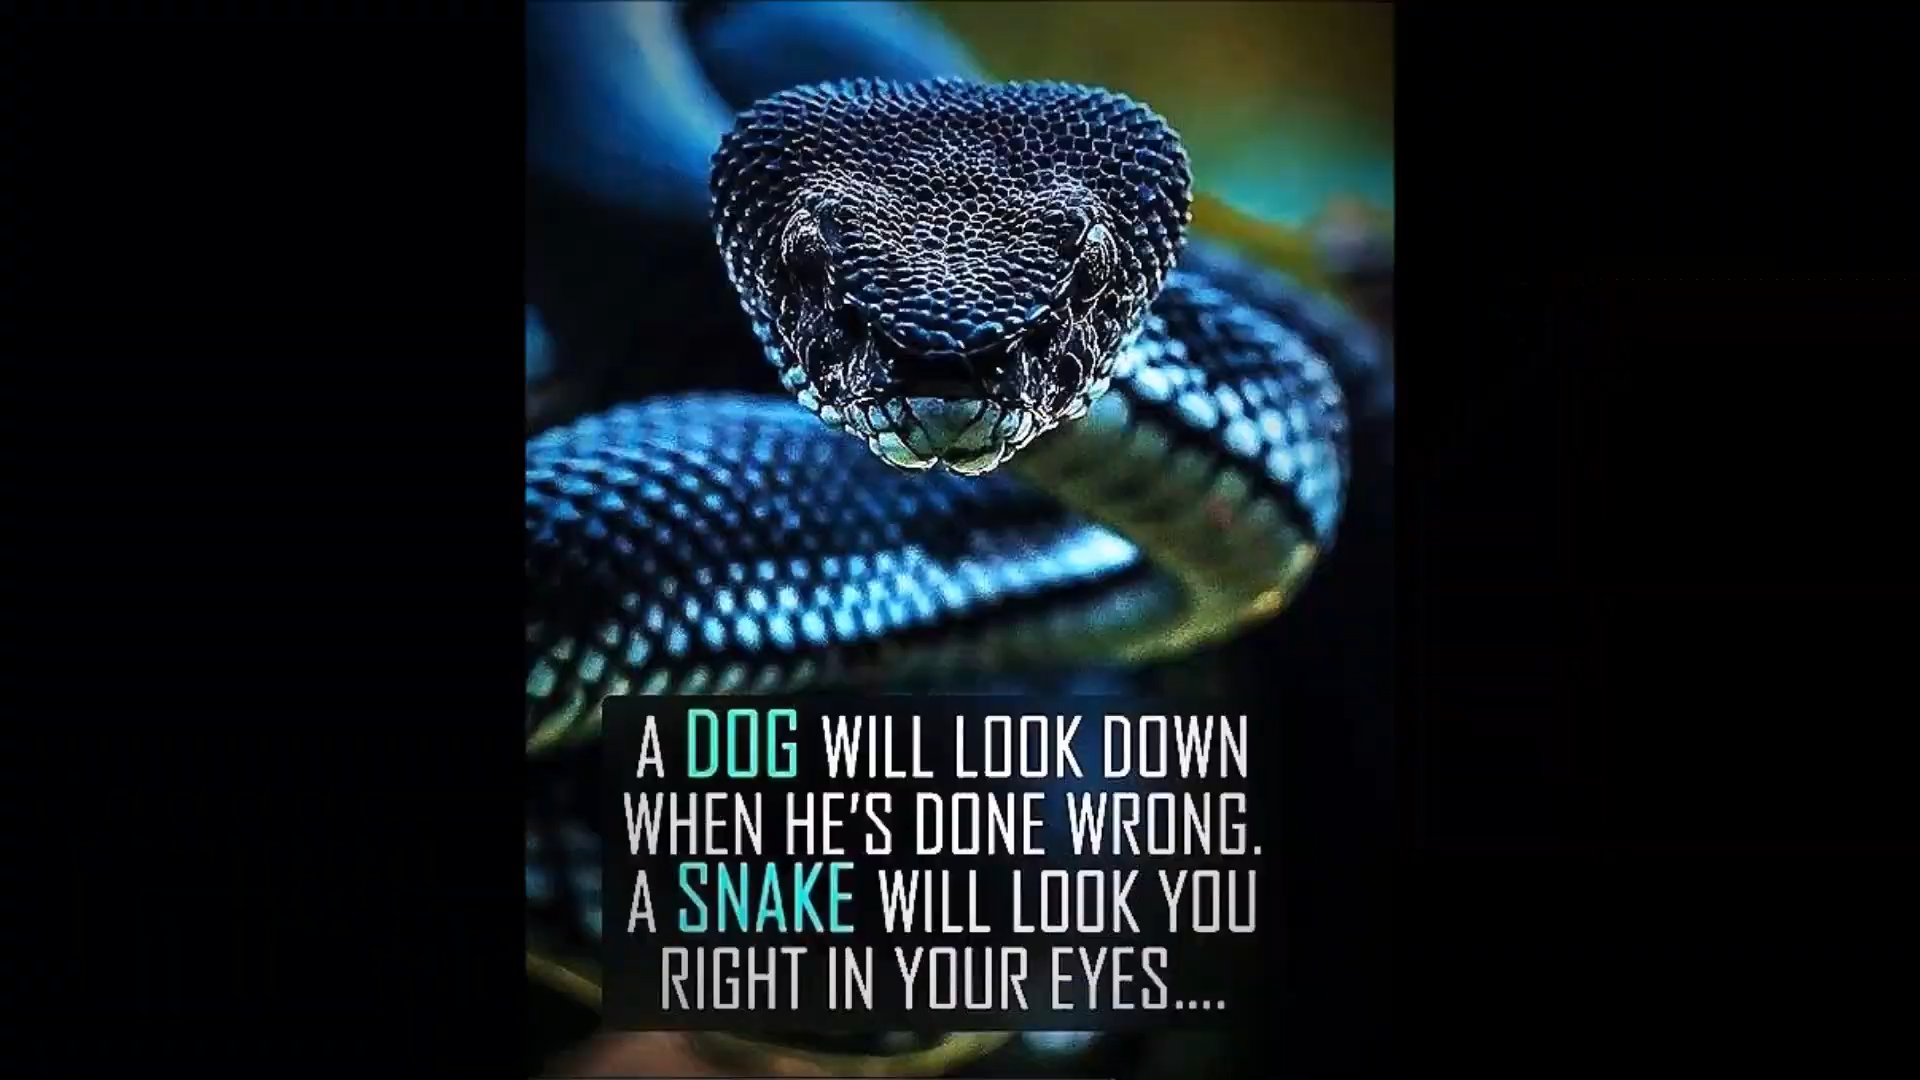 A DOG WILL LOOK DOWN
WHEN HE'S DONE WRONG.
A SNAKE WILL LOOK YOU
RIGHT IN YOUR EYES....